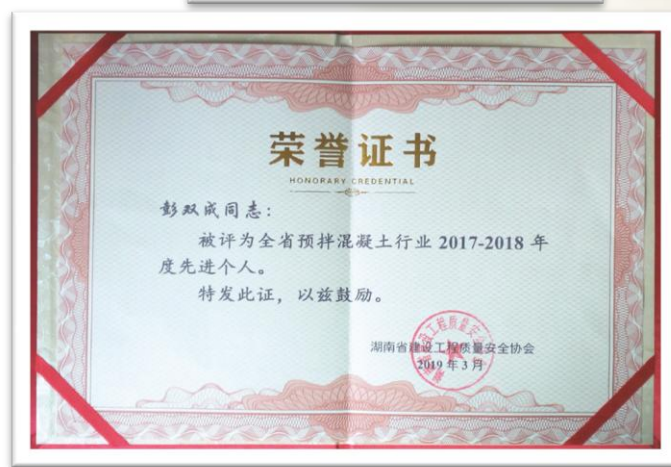 荣誉证书
HONORARY CREDENTIAL
彭双成同志:
被评为全省预拌混凝土行业 2017-2018 年
度先进个人。
特发此证，以兹鼓励。
湖南省建设工程质量安全协会
2019 年 3 月